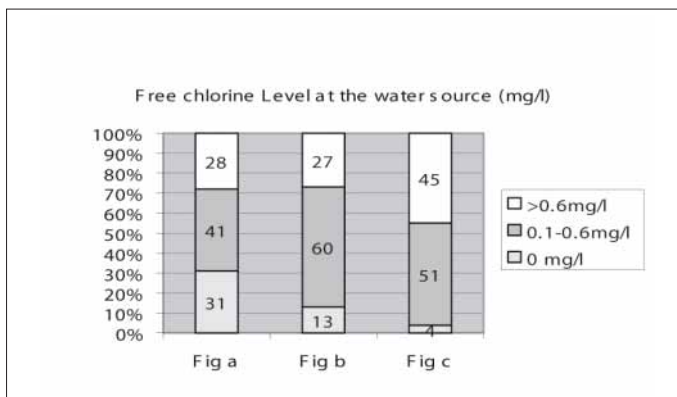 Free chlorine Level at the water source (mg/l)
100%
90%
80%
70%
60%
50%
40%
30%
20%
10%
0%
28
41
31
27
60
13
45
51
4
Fig a
Fig b
Fig c
>0.6mg/l
0.1-0.6mg/l
0 mg/l